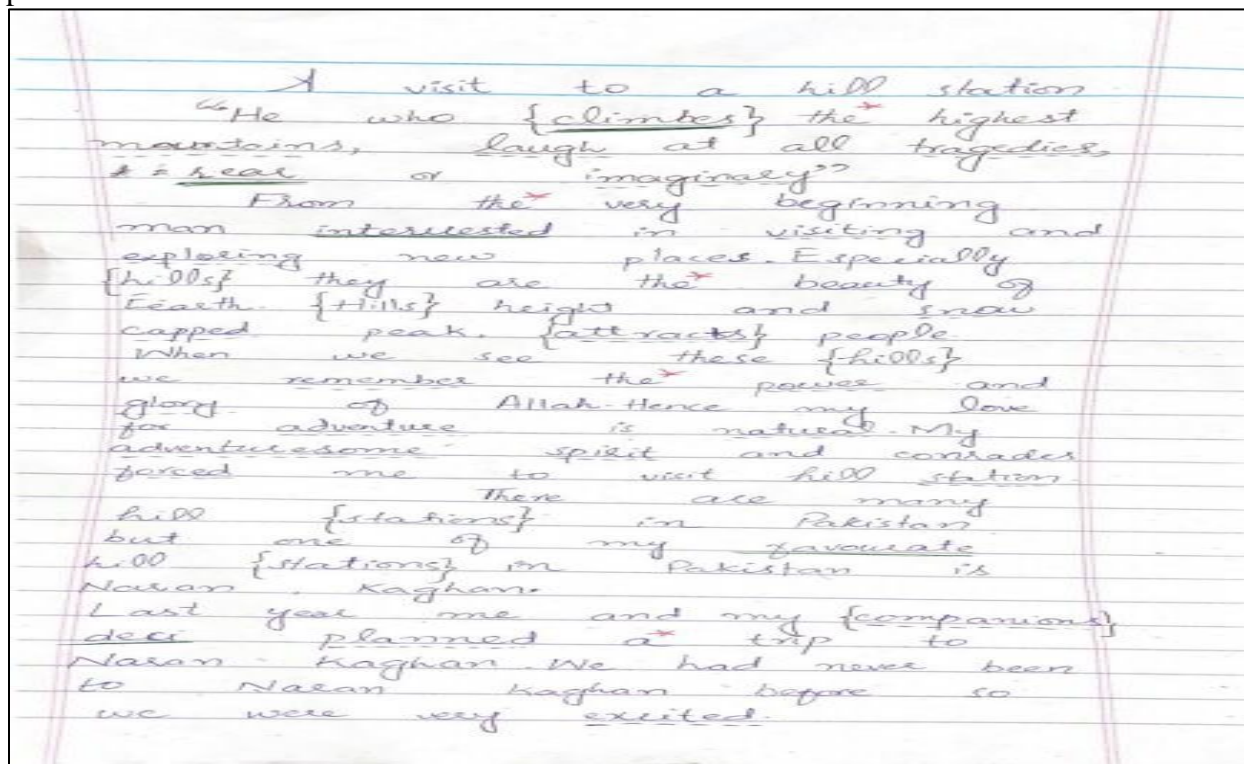 A visit to a hill station
"He who {climbes} the highest
mountains, laugh at all tragedies,
rear or imaginary"
From the very beginning
man interuested in visiting and
exploring new places. Especially
{hills} they are the beauty of
Eearth. {Hills} height and snow
capped peak. {attracts} people.
When we see these {hills}
we remember the power and
glory of Allah. Hence my love
for adventure is natural. My
adventuresome spirit and comrades
forced me to visit hill station.
There are many
hill {stations} in Pakistan
but one of my favourate
hill {stations} in Pakistan is
Naran. Kaghan.
Last year me and my {companions}
deci planned a trip to
Naran - Kaghan. We had never been
to Naran Kaghan before so
we were very excited.